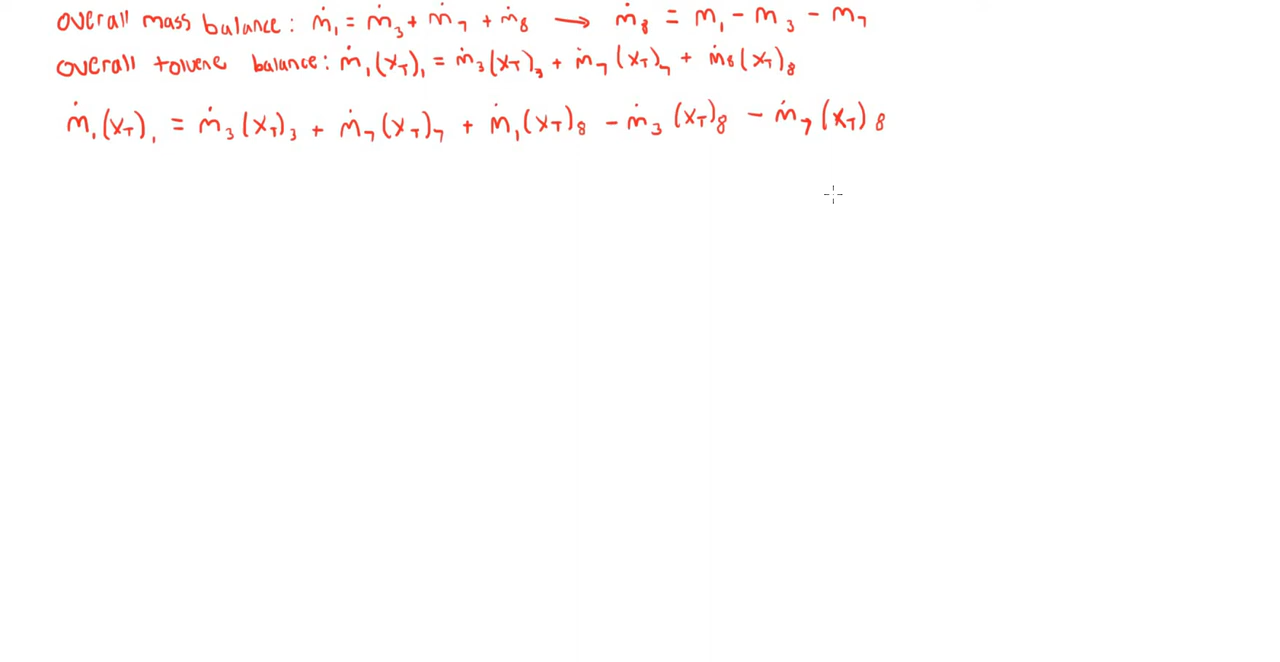 overall mass balance: ṁ₁ = ṁ₃ + ṁ₇ + ṁ₈ → ṁ₈ = m₁ - m₃ - m₇
overall toluene balance: ṁ₁(x_T)₁ = ṁ₃(x_T)₃ + ṁ₇(x_T)₇ + ṁ₈(x_T)₈
ṁ₁(x_T)₁ = ṁ₃(x_T)₃ + ṁ₇(x_T)₇ + ṁ₁(x_T)₈ - ṁ₃(x_T)₈ - ṁ₇(x_T)₈